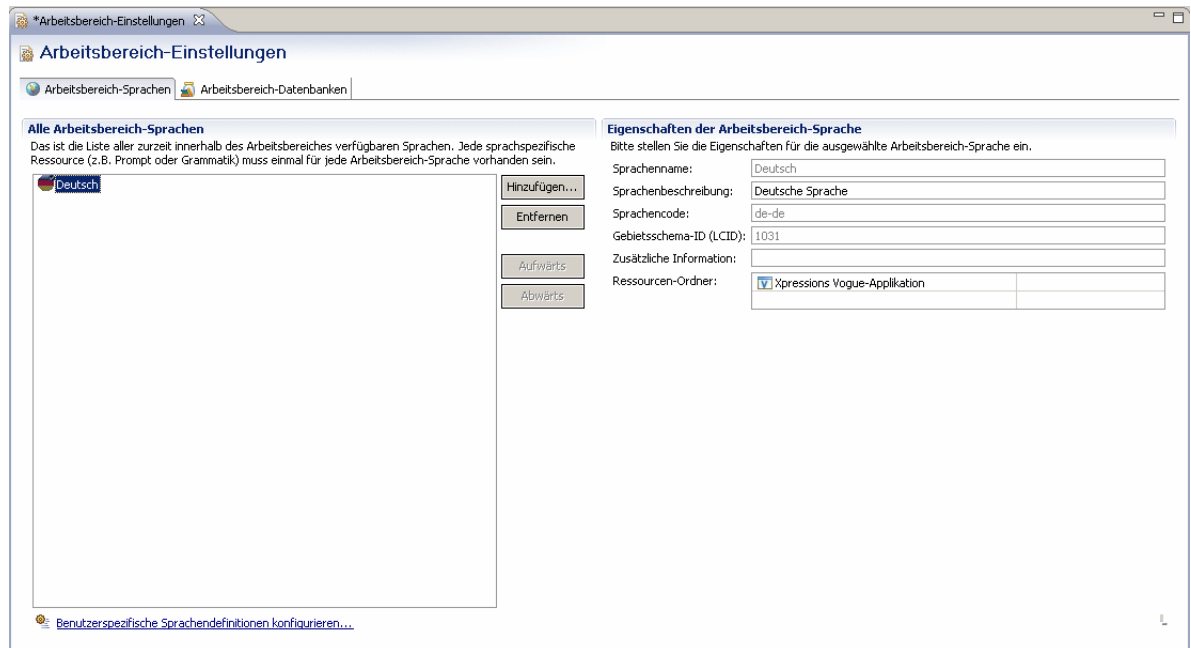 *Arbeitsbereich-Einstellungen
Arbeitsbereich-Einstellungen
Arbeitsbereich-Sprachen
Arbeitsbereich-Datenbanken
Alle Arbeitsbereich-Sprachen
Das ist die Liste aller zurzeit innerhalb des Arbeitsbereiches verfügbaren Sprachen. Jede sprachspezifische
Ressource (z.B. Prompt oder Grammatik) muss einmal für jede Arbeitsbereich-Sprache vorhanden sein.
Deutsch
Hinzufügen...
Entfernen
Aufwärts
Abwärts
Benutzerspezifische Sprachendefinitionen konfigurieren...
Eigenschaften der Arbeitsbereich-Sprache
Bitte stellen Sie die Eigenschaften für die ausgewählte Arbeitsbereich-Sprache ein.
Sprachenname: Deutsch
Sprachenbeschreibung: Deutsche Sprache
Sprachencode: de-de
Gebietsschema-ID (LCID): 1031
Zusätzliche Information:
Ressourcen-Ordner: Xpressions Vogue-Applikation